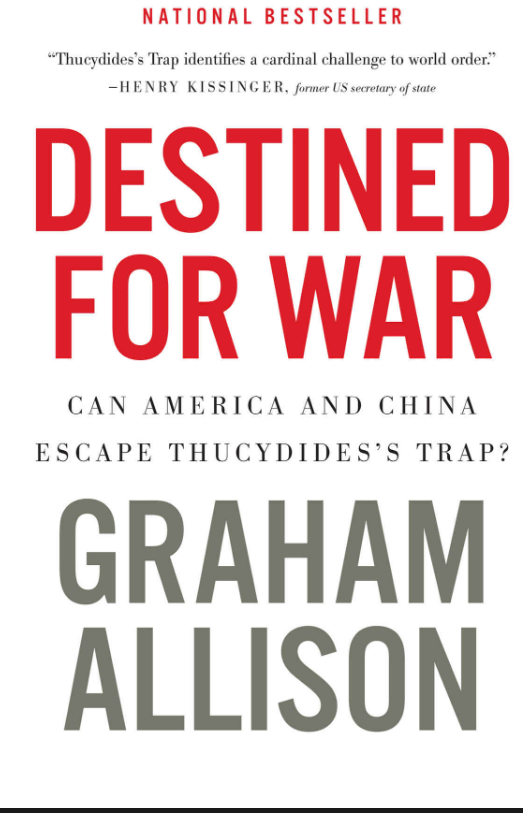 NATIONAL BESTSELLER
“Thucydides’s Trap identifies a cardinal challenge to world order.”
—HENRY KISSINGER, former US secretary of state
DESTINED
FOR WAR
CAN AMERICA AND CHINA
ESCAPE THUCYDIDES’S TRAP?
GRAHAM
ALLISON